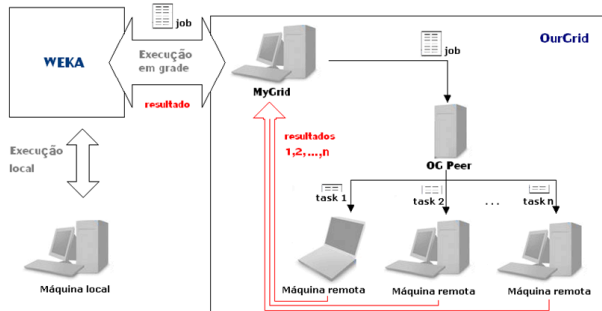 job
OurGrid
WEKA
Execução
em grade
job
MyGrid
resultado
resultados
1,2,...,n
Execução
local
OG Peer
task 1
task 2
...
task n
Máquina local
Máquina remota
Máquina remota
Máquina remota